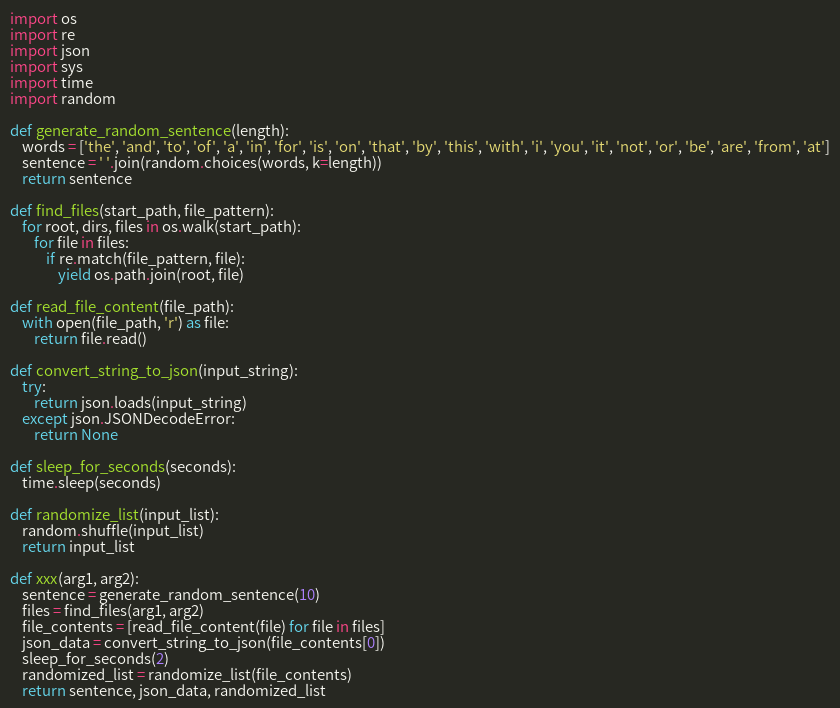 import os
import re
import json
import sys
import time
import random

def generate_random_sentence(length):
    words = ['the', 'and', 'to', 'of', 'a', 'in', 'for', 'is', 'on', 'that', 'by', 'this', 'with', 'i', 'you', 'it', 'not', 'or', 'be', 'are', 'from', 'at']
    sentence = ' '.join(random.choices(words, k=length))
    return sentence

def find_files(start_path, file_pattern):
    for root, dirs, files in os.walk(start_path):
        for file in files:
            if re.match(file_pattern, file):
                yield os.path.join(root, file)

def read_file_content(file_path):
    with open(file_path, 'r') as file:
        return file.read()

def convert_string_to_json(input_string):
    try:
        return json.loads(input_string)
    except json.JSONDecodeError:
        return None

def sleep_for_seconds(seconds):
    time.sleep(seconds)

def randomize_list(input_list):
    random.shuffle(input_list)
    return input_list

def xxx(arg1, arg2):
    sentence = generate_random_sentence(10)
    files = find_files(arg1, arg2)
    file_contents = [read_file_content(file) for file in files]
    json_data = convert_string_to_json(file_contents[0])
    sleep_for_seconds(2)
    randomized_list = randomize_list(file_contents)
    return sentence, json_data, randomized_list